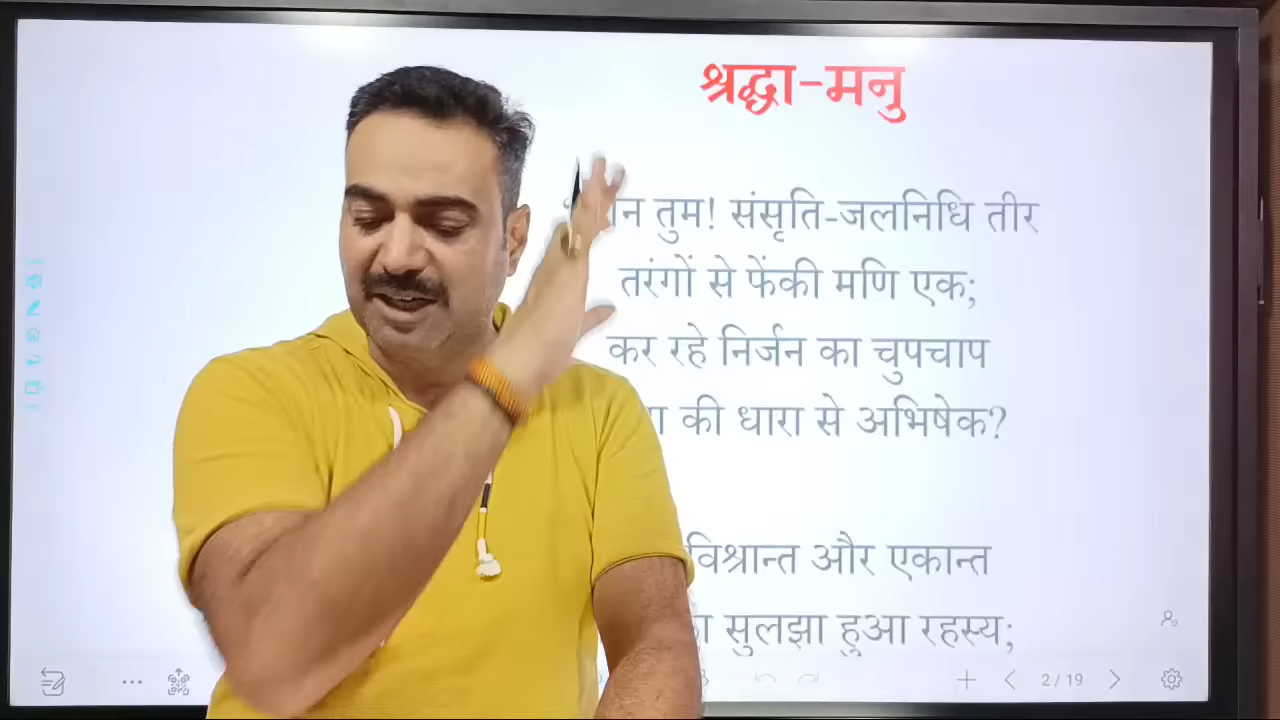 श्रद्धा-मनु
तुम! संसृति-जलनिधि तीर
तरंगों से फेंकी मणि एक;
कर रहे निर्जन का चुपचाप
की धारा से अभिषेक?
विश्रान्त और एकान्त
सुलझा हुआ रहस्य;
2/19